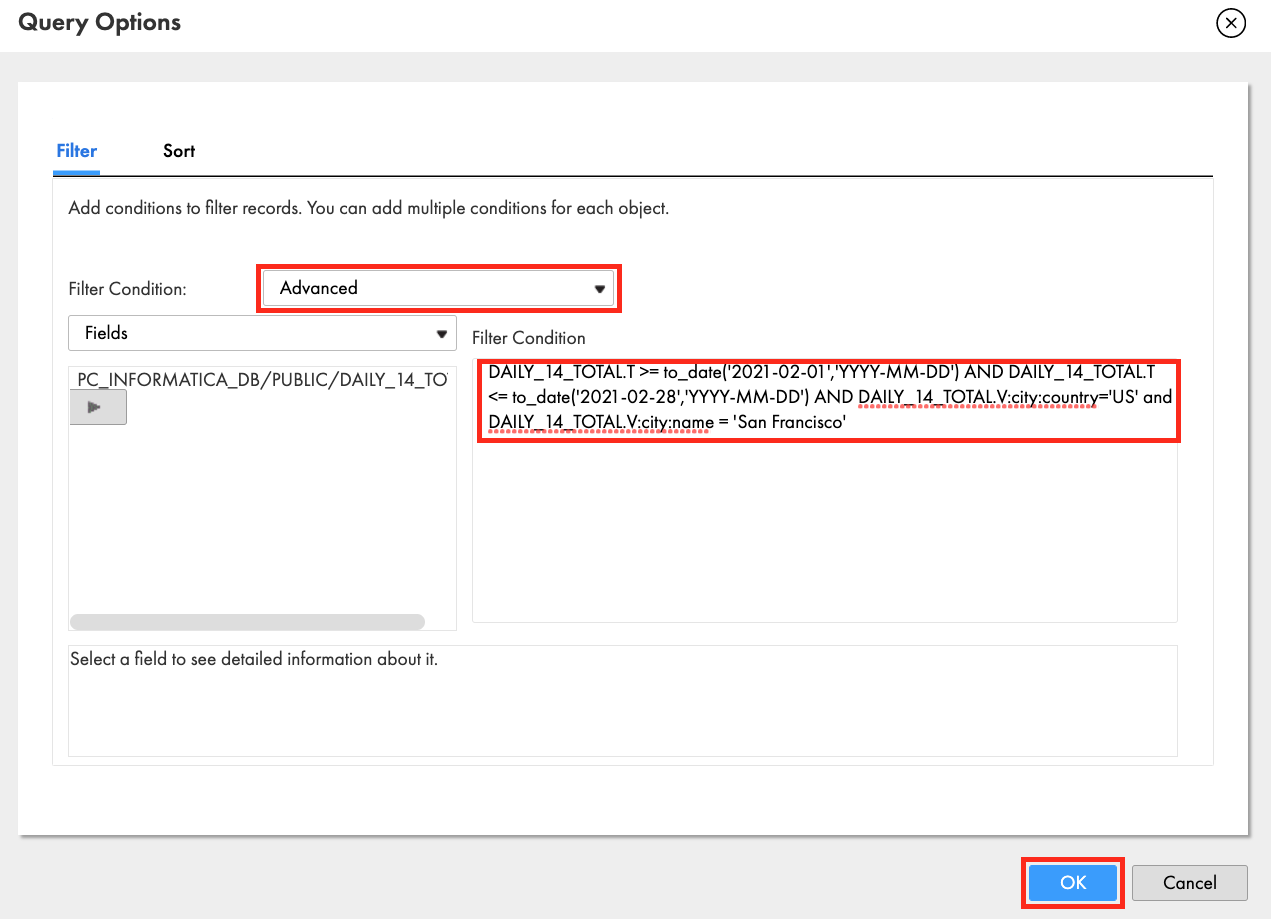 Query Options
Filter
Sort
Add conditions to filter records. You can add multiple conditions for each object.
Filter Condition:
Advanced
Fields
Filter Condition
PC_INFORMATICA_DB/PUBLIC/DAILY_14_TO
DAILY_14_TOTAL.T >= to_date('2021-02-01','YYYY-MM-DD') AND DAILY_14_TOTAL.T
<= to_date('2021-02-28','YYYY-MM-DD') AND DAILY_14_TOTAL.V:city:country='US' and
DAILY_14_TOTAL.V:city:name = 'San Francisco'
Select a field to see detailed information about it.
OK
Cancel